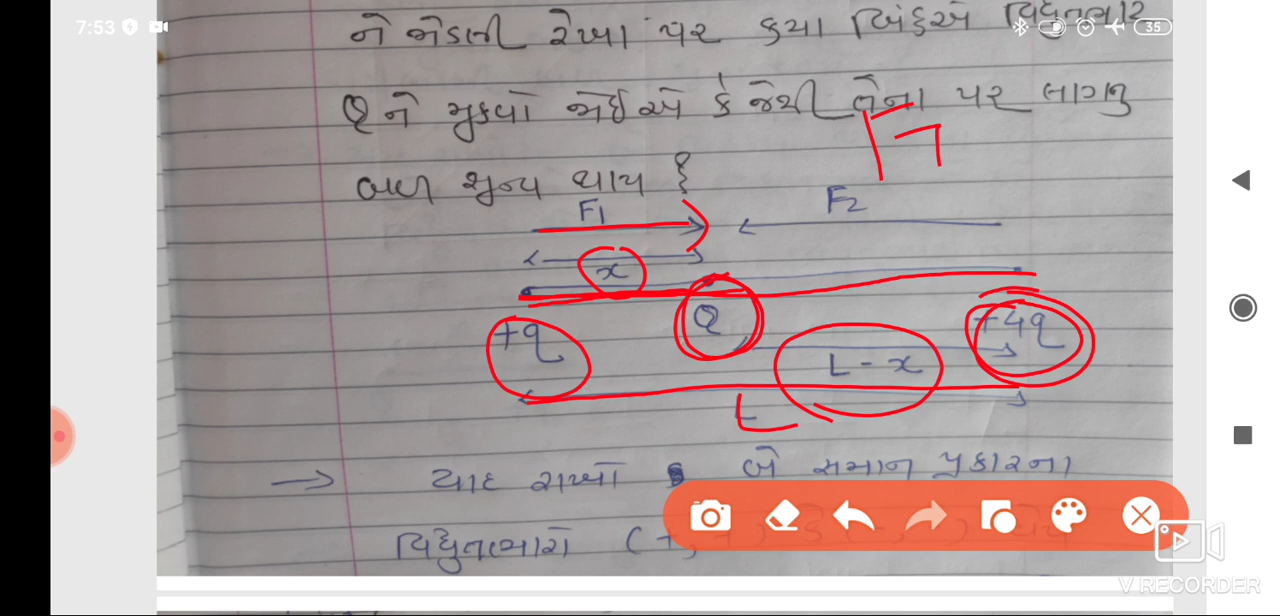 7:53
35
ને જોડતી રેખા પર કયા બિંદુએ વિદ્યુતભાર
Q ને મુકવો જોઈએ કે જેથી તેના પર લાગતુ
બળ શૂન્ય થાય ?
F1 F2
x
+q Q +4q
L - x
L
→ યાદ રાખો બે સમાન પ્રકારના
વિદ્યુતભારો
V RECORDER